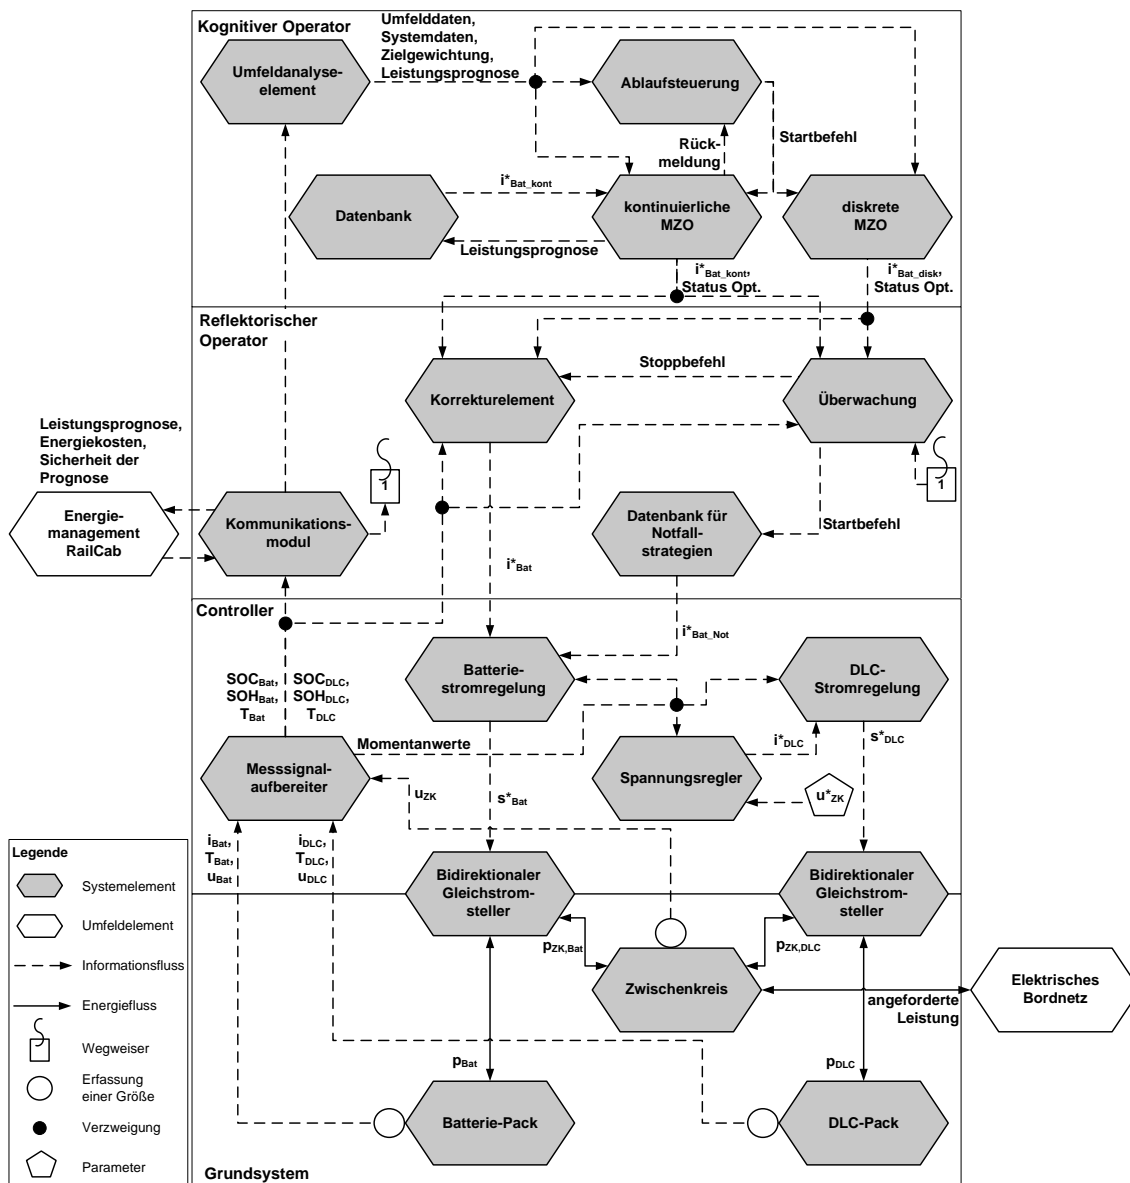 Kognitiver Operator
Umfelddaten,
Systemdaten,
Zielgewichtung,
Leistungsprognose
Umfeldanalyse-
element
Ablaufsteuerung
Startbefehl
Rück-
meldung
Datenbank
i*Bat_kont
kontinuierliche
MZO
diskrete
MZO
Leistungsprognose
i*Bat_kont,
Status Opt.
i*Bat_disk,
Status Opt.
Reflektorischer
Operator
Korrekturelement
Stoppbefehl
Überwachung
Leistungsprognose,
Energiekosten,
Sicherheit der
Prognose
1
1
Energie-
management
RailCab
Kommunikations-
modul
Datenbank für
Notfall-
strategien
Startbefehl
i*Bat
Controller
i*Bat_Not
Batterie-
stromregelung
DLC-
Stromregelung
SOCBat,
SOHBat,
TBat
SOCDLC,
SOHDLC,
TDLC
Momentanwerte
i*DLC
s*DLC
Messsignal-
aufbereiter
Spannungsregler
uZK
s*Bat
u*ZK
iBat,
TBat,
uBat
iDLC,
TDLC,
uDLC
Bidirektionaler
Gleichstrom-
steller
Bidirektionaler
Gleichstrom-
steller
pZK,Bat
pZK,DLC
Zwischenkreis
angeforderte
Leistung
Elektrisches
Bordnetz
pBat
pDLC
Batterie-Pack
DLC-Pack
Grundsystem
Legende
Systemelement
Umfeldelement
Informationsfluss
Energiefluss
Wegweiser
Erfassung
einer Größe
Verzweigung
Parameter